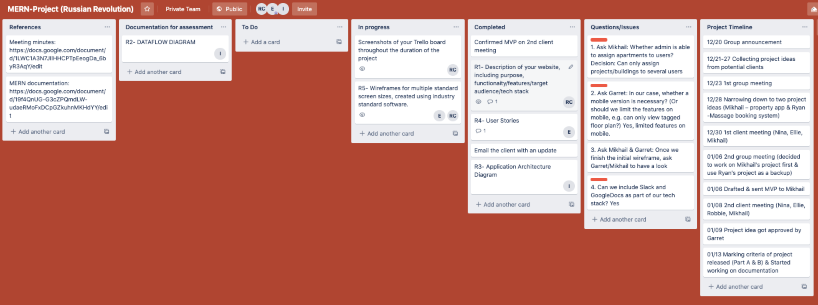 MERN-Project (Russian Revolution)
Private Team
Public
RG E I
Invite
References
Meeting minutes:
https://docs.google.com/document/
MERN documentation:
https://docs.google.com/document/
+ Add another card
Documentation for assessment
R2- DATAFLOW DIAGRAM
I
+ Add another card
To Do
+ Add a card
In progress
Screenshots of your Trello board
throughout the duration of the
project
RG
R5- Wireframes for multiple standard
screen sizes, created using industry
standard software.
E RG
+ Add another card
Completed
Confirmed MVP on 2nd client
meeting
R1- Description of your website,
including purpose,
functionality/features/target
audience/tech stack
1
RG
R4- User Stories
1
E
Email the client with an update
R3- Application Architecture
Diagram
I
+ Add another card
Questions/Issues
1. Ask Mikhail: Whether admin is able
to assign apartments to users?
Decision: Can only assign
projects/buildings to several users
2. Ask Garret: In our case, whether a
mobile version is necessary? (Or
should we limit the features on
mobile, e.g. can only view tagged
floor plan?) Yes, limited features on
mobile.
3. Ask Mikhail & Garret: Once we
finish the initial wireframe, ask
Garret/Mikhail to have a look
4. Can we include Slack and
GoogleDocs as part of our tech
stack? Yes
+ Add another card
Project Timeline
12/20 Group announcement
12/21-27 Collecting project ideas
from potential clients
12/23 1st group meeting
12/28 Narrowing down to two project
ideas (Mikhail - property app & Ryan
-Massage booking system)
12/30 1st client meeting (Nina, Ellie,
Mikhail)
01/06 2nd group meeting (decided
to work on Mikhail's project first &
use Ryan's project as a backup)
01/06 Drafted & sent MVP to Mikhail
01/08 2nd client meeting (Nina, Ellie,
Robbie, Mikhail)
01/09 Project idea got approved by
Garret
01/13 Marking criteria of project
released (Part A & B) & Started
working on documentation
+ Add another card